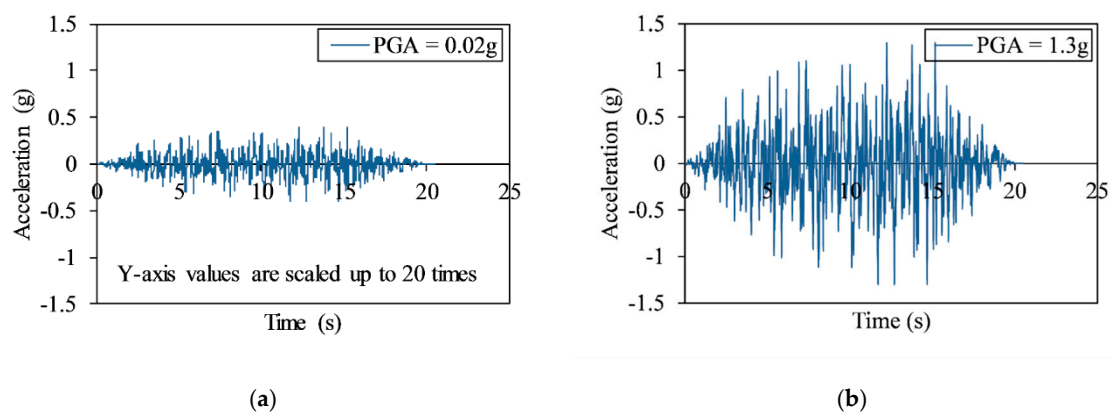 1.5
1
0.5
0
-0.5
-1
-1.5
Acceleration (g)
PGA = 0.02g
0 5 10 15 20 25
Y-axis values are scaled up to 20 times
Time (s)
(a)
1.5
1
0.5
0
-0.5
-1
-1.5
Acceleration (g)
PGA = 1.3g
0 5 10 15 20 25
Time (s)
(b)